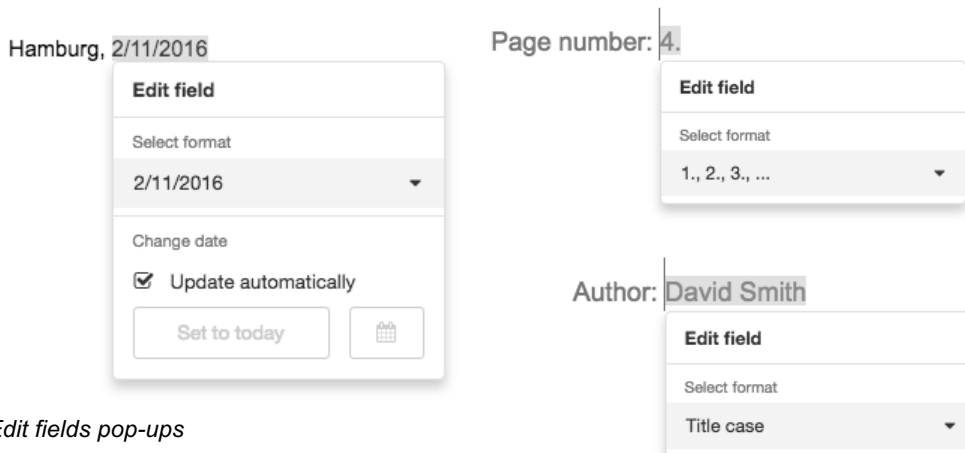 Hamburg, 2/11/2016
Edit field
Select format
2/11/2016
Change date
Update automatically
Set to today
Page number: 4.
Edit field
Select format
1., 2., 3., ...
Author: David Smith
Edit field
Select format
Title case
Edit fields pop-ups